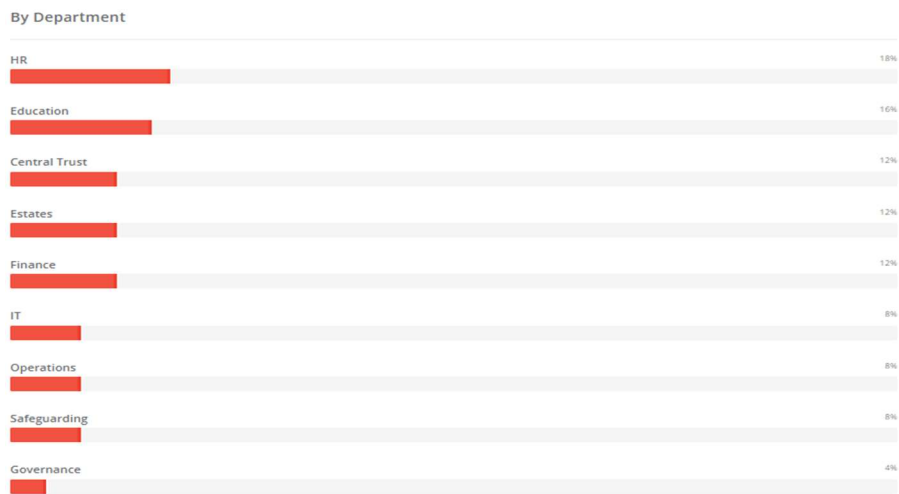 By Department
HR 18%
Education 16%
Central Trust 12%
Estates 12%
Finance 12%
IT 8%
Operations 8%
Safeguarding 8%
Governance 4%